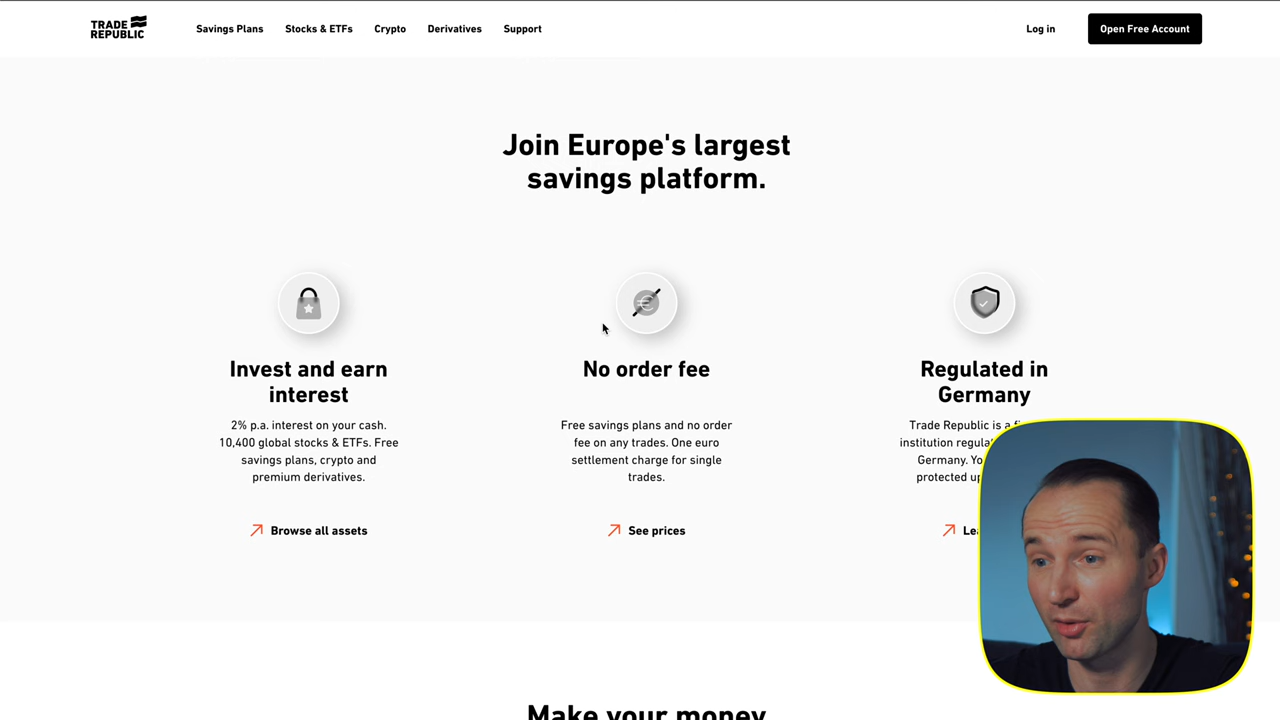 TRADE
REPUBLIC
Savings Plans
Stocks & ETFs
Crypto
Derivatives
Support
Log in
Open Free Account
Join Europe's largest
savings platform.
Invest and earn
interest
2% p.a. interest on your cash.
10,400 global stocks & ETFs. Free
savings plans, crypto and
premium derivatives.
Browse all assets
No order fee
Free savings plans and no order
fee on any trades. One euro
settlement charge for single
trades.
See prices
Regulated in
Germany
Trade Republic is a
institution
Germany.
protected
Make your money